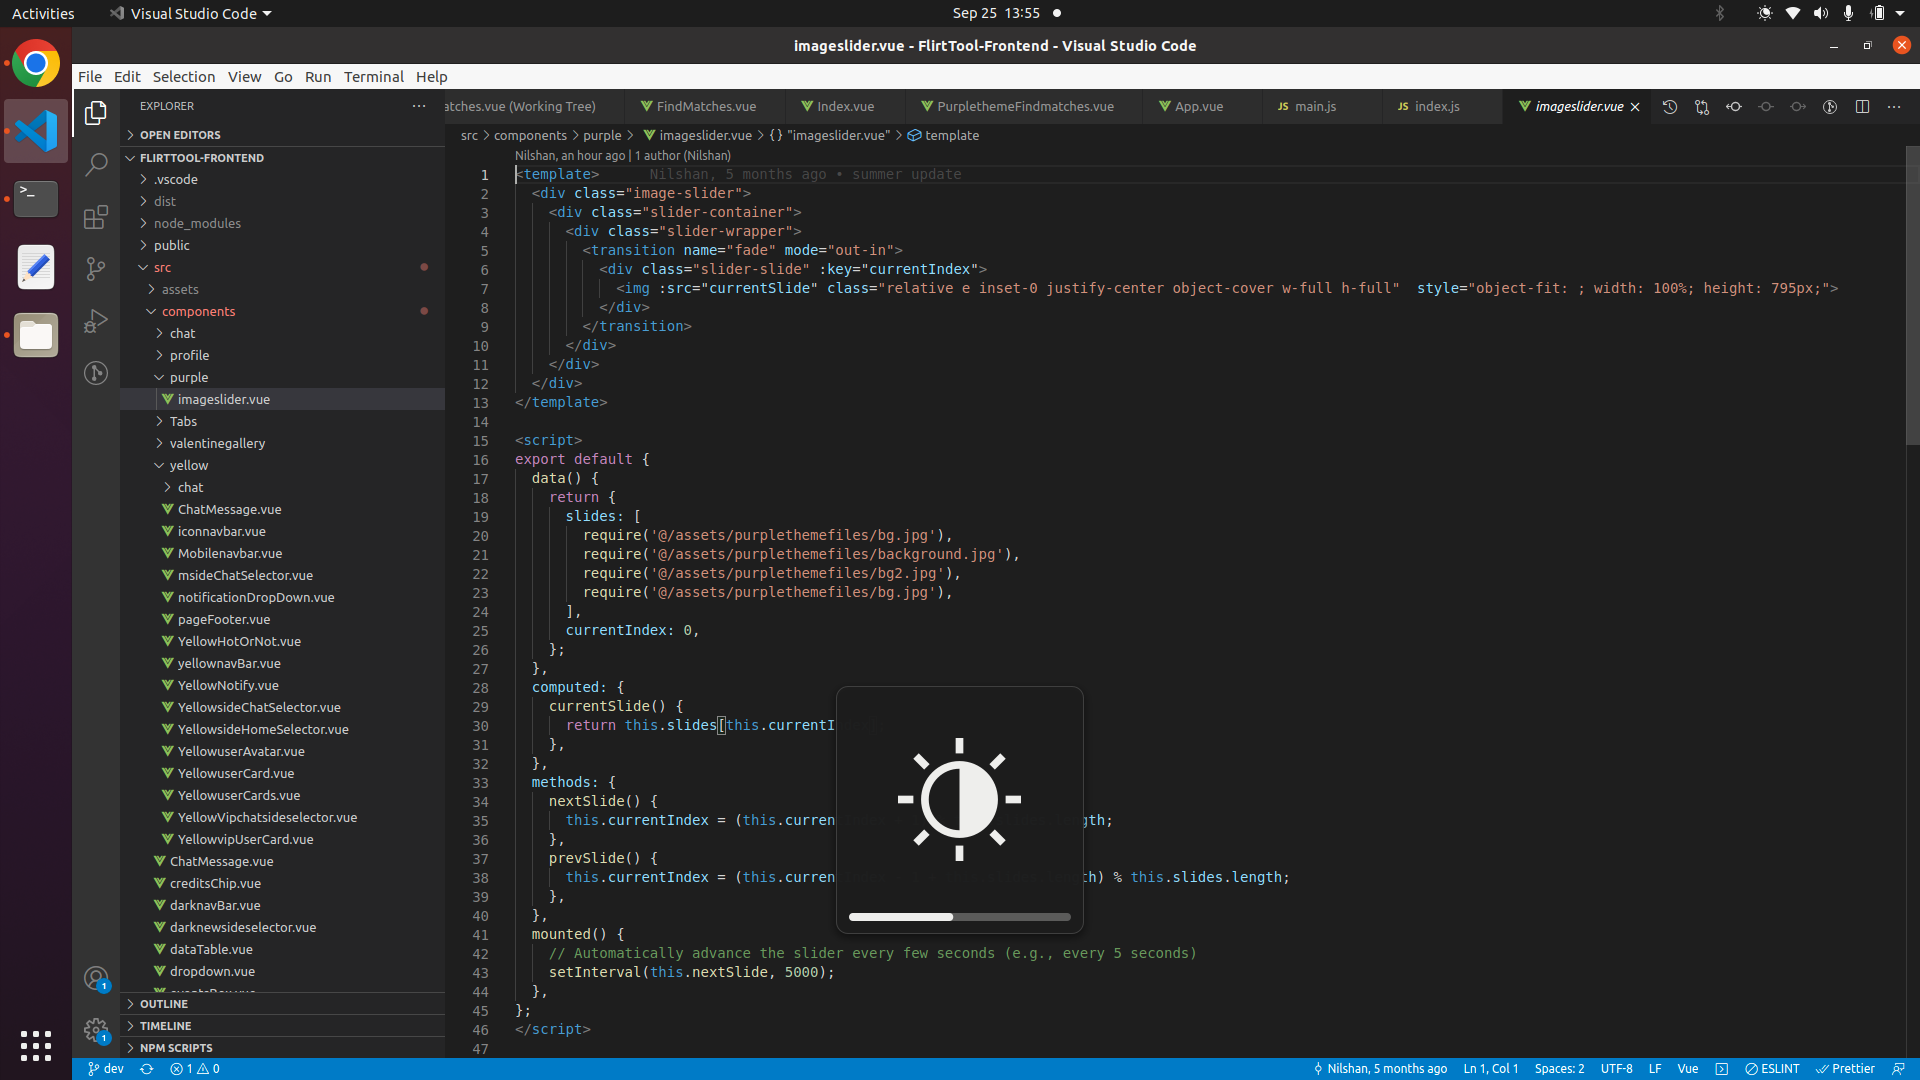 Activities
Visual Studio Code
Sep 25 13:55
imageslider.vue - FlirtTool-Frontend - Visual Studio Code
File Edit Selection View Go Run Terminal Help
EXPLORER
OPEN EDITORS
FLIRTTOOL-FRONTEND
.vscode
dist
node_modules
public
src
assets
components
chat
profile
purple
imageslider.vue
Tabs
valentinegallery
yellow
chat
ChatMessage.vue
iconnavbar.vue
Mobilenavbar.vue
msideChatSelector.vue
notificationDropDown.vue
pageFooter.vue
YellowHotOrNot.vue
yellownavBar.vue
YellowNotify.vue
YellowsideChatSelector.vue
YellowsideHomeSelector.vue
YellowuserAvatar.vue
YellowuserCard.vue
YellowuserCards.vue
YellowVipchatsideselector.vue
YellowvipUserCard.vue
ChatMessage.vue
creditsChip.vue
darknavBar.vue
darknewsideselector.vue
dataTable.vue
dropdown.vue
OUTLINE
TIMELINE
NPM SCRIPTS
atches.vue (Working Tree) FindMatches.vue Index.vue PurplethemeFindmatches.vue App.vue JS main.js JS index.js imageslider.vue
src > components > purple > imageslider.vue > {} "imageslider.vue" > template
Nilshan, an hour ago | 1 author (Nilshan)
1 <template> Nilshan, 5 months ago • summer update
2 <div class="image-slider">
3 <div class="slider-container">
4 <div class="slider-wrapper">
5 <transition name="fade" mode="out-in">
6 <div class="slider-slide" :key="currentIndex">
7 <img :src="currentSlide" class="relative e inset-0 justify-center object-cover w-full h-full"  style="object-fit: ; width: 100%; height: 795px;">
8 </div>
9 </transition>
10 </div>
11 </div>
12 </div>
13 </template>
14
15 <script>
16 export default {
17 data() {
18 return {
19 slides: [
20 require('@/assets/purplethemefiles/bg.jpg'),
21 require('@/assets/purplethemefiles/background.jpg'),
22 require('@/assets/purplethemefiles/bg2.jpg'),
23 require('@/assets/purplethemefiles/bg.jpg'),
24 ],
25 currentIndex: 0,
26 };
27 },
28 computed: {
29 currentSlide() {
30 return this.slides[this.currentI
31 },
32 },
33 methods: {
34 nextSlide() {
35 this.currentIndex = (this.curren gth;
36 },
37 prevSlide() {
38 this.currentIndex = (this.curren h) % this.slides.length;
39 },
40 },
41 mounted() {
42 // Automatically advance the slider every few seconds (e.g., every 5 seconds)
43 setInterval(this.nextSlide, 5000);
44 },
45 };
46 </script>
47
1
1
dev 1 0 Nilshan, 5 months ago Ln 1, Col 1 Spaces: 2 UTF-8 LF Vue ESLINT Prettier